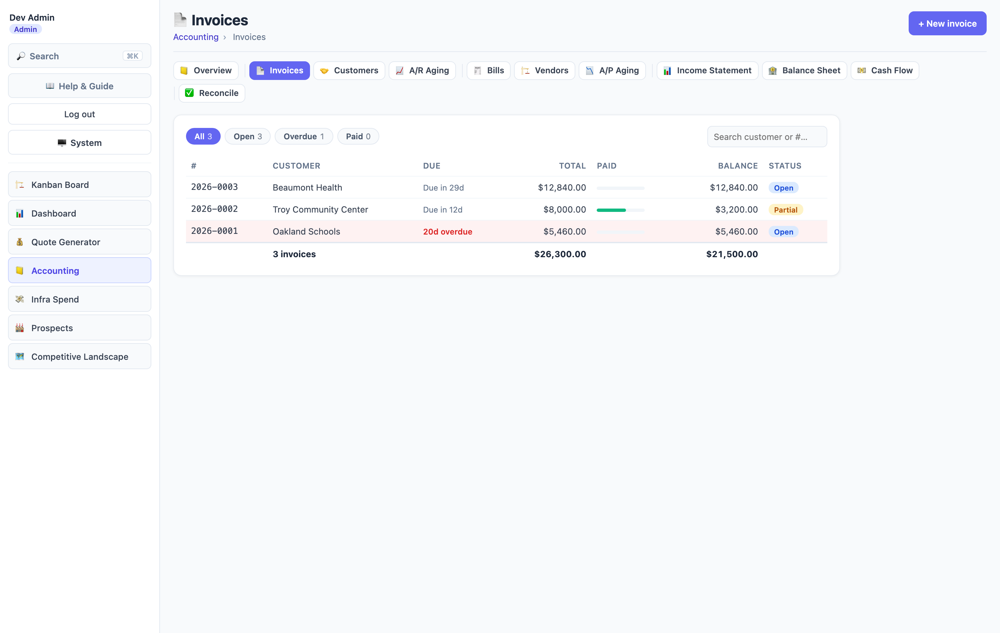 Dev Admin
Admin
Search ⌘K
Help & Guide
Log out
System
Kanban Board
Dashboard
Quote Generator
Accounting
Infra Spend
Prospects
Competitive Landscape
Invoices
Accounting › Invoices
+ New invoice
Overview Invoices Customers A/R Aging Bills Vendors A/P Aging Income Statement Balance Sheet Cash Flow
Reconcile
All 3 Open 3 Overdue 1 Paid 0 Search customer or #...
# CUSTOMER DUE TOTAL PAID BALANCE STATUS
2026-0003 Beaumont Health Due in 29d $12,840.00 $12,840.00 Open
2026-0002 Troy Community Center Due in 12d $8,000.00 $3,200.00 Partial
2026-0001 Oakland Schools 20d overdue $5,460.00 $5,460.00 Open
3 invoices $26,300.00 $21,500.00